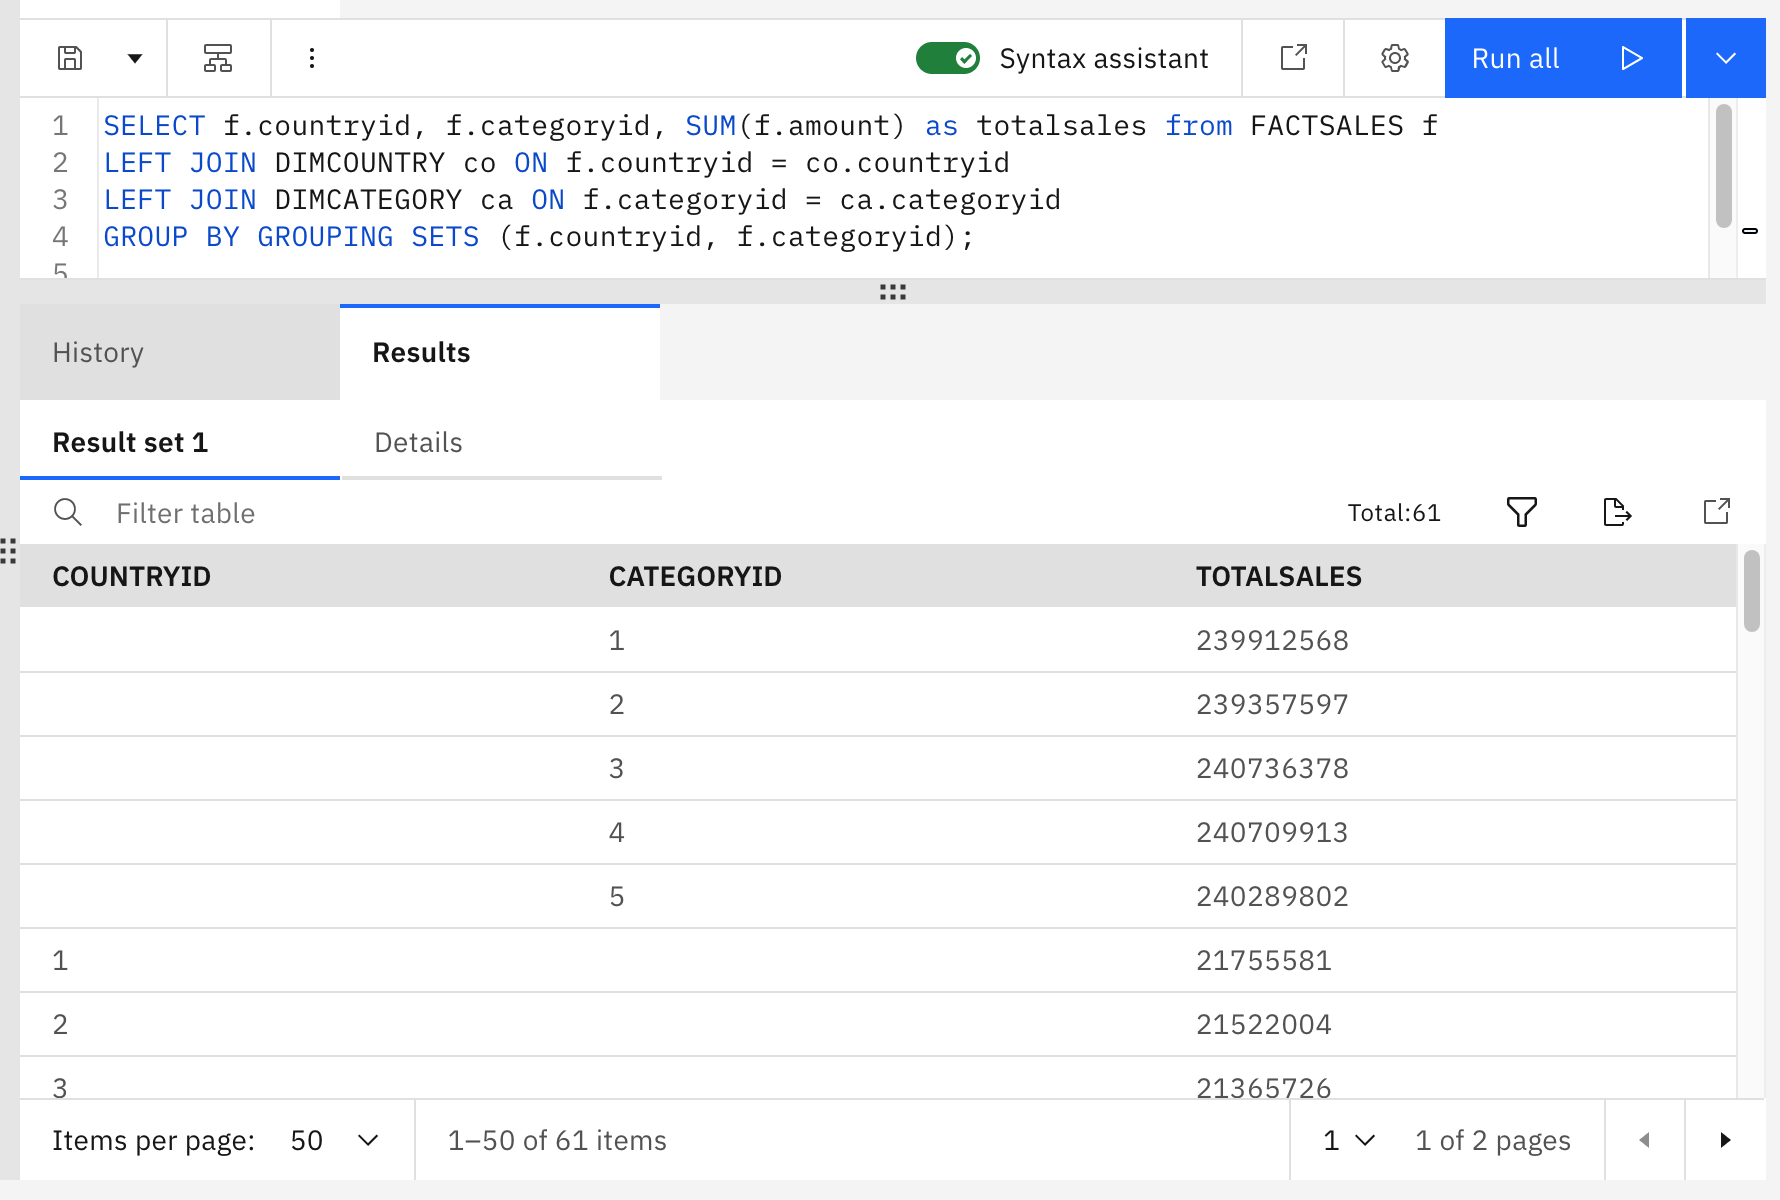 Syntax assistant Run all
1 SELECT f.countryid, f.categoryid, SUM(f.amount) as totalsales from FACTSALES f
2 LEFT JOIN DIMCOUNTRY co ON f.countryid = co.countryid
3 LEFT JOIN DIMCATEGORY ca ON f.categoryid = ca.categoryid
4 GROUP BY GROUPING SETS (f.countryid, f.categoryid);
5
History Results
Result set 1 Details
Filter table Total:61
COUNTRYID CATEGORYID TOTALSALES
1 239912568
2 239357597
3 240736378
4 240709913
5 240289802
1 21755581
2 21522004
3 21365726
Items per page: 50 1–50 of 61 items 1 1 of 2 pages